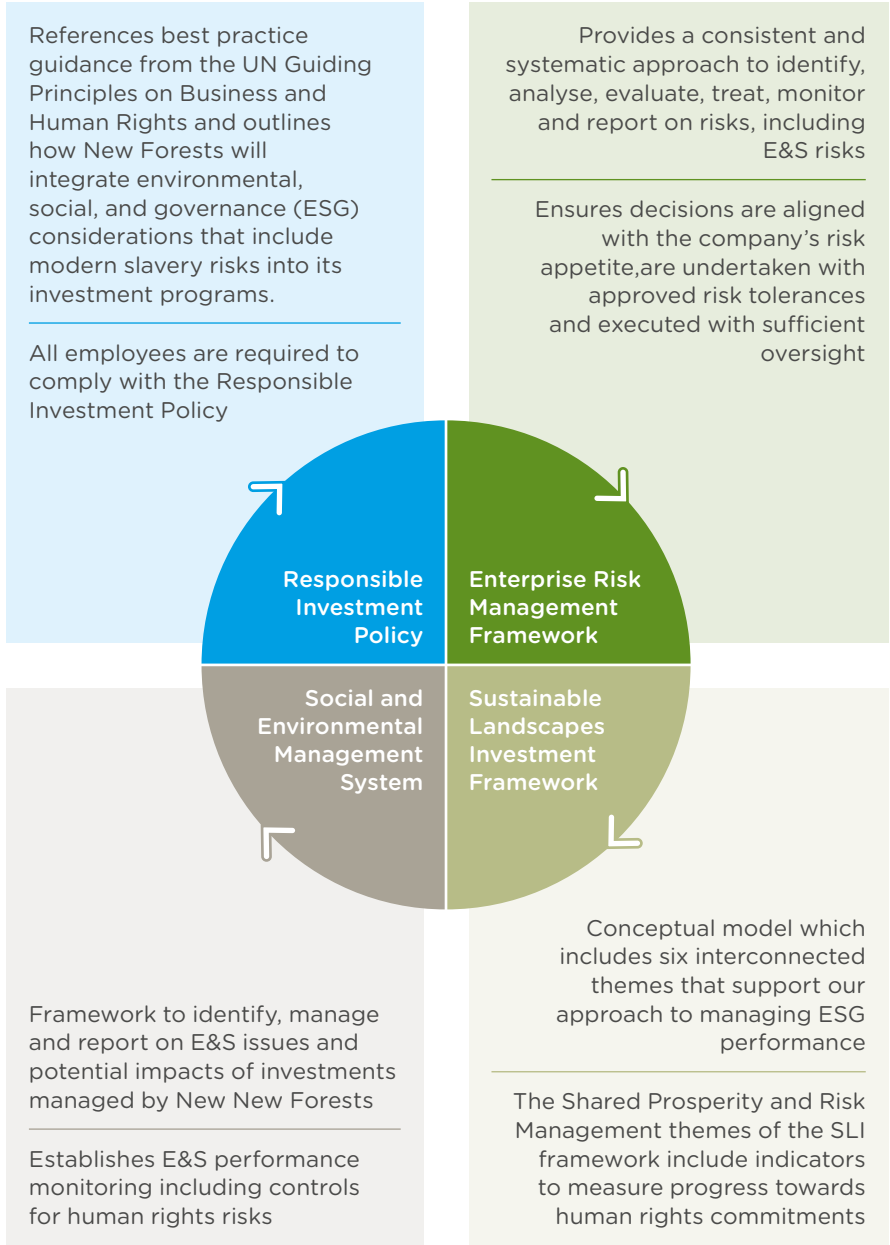 References best practice
guidance from the UN Guiding
Principles on Business and
Human Rights and outlines
how New Forests will
integrate environmental,
social, and governance (ESG)
considerations that include
modern slavery risks into its
investment programs.
All employees are required to
comply with the Responsible
Investment Policy
Provides a consistent and
systematic approach to identify,
analyse, evaluate, treat, monitor
and report on risks, including
E&S risks
Ensures decisions are aligned
with the company's risk
appetite,are undertaken with
approved risk tolerances
and executed with sufficient
oversight
Responsible
Investment
Policy
Enterprise Risk
Management
Framework
Social and
Environmental
Management
System
Sustainable
Landscapes
Investment
Framework
Framework to identify, manage
and report on E&S issues and
potential impacts of investments
managed by New New Forests
Establishes E&S performance
monitoring including controls
for human rights risks
Conceptual model which
includes six interconnected
themes that support our
approach to managing ESG
performance
The Shared Prosperity and Risk
Management themes of the SLI
framework include indicators
to measure progress towards
human rights commitments